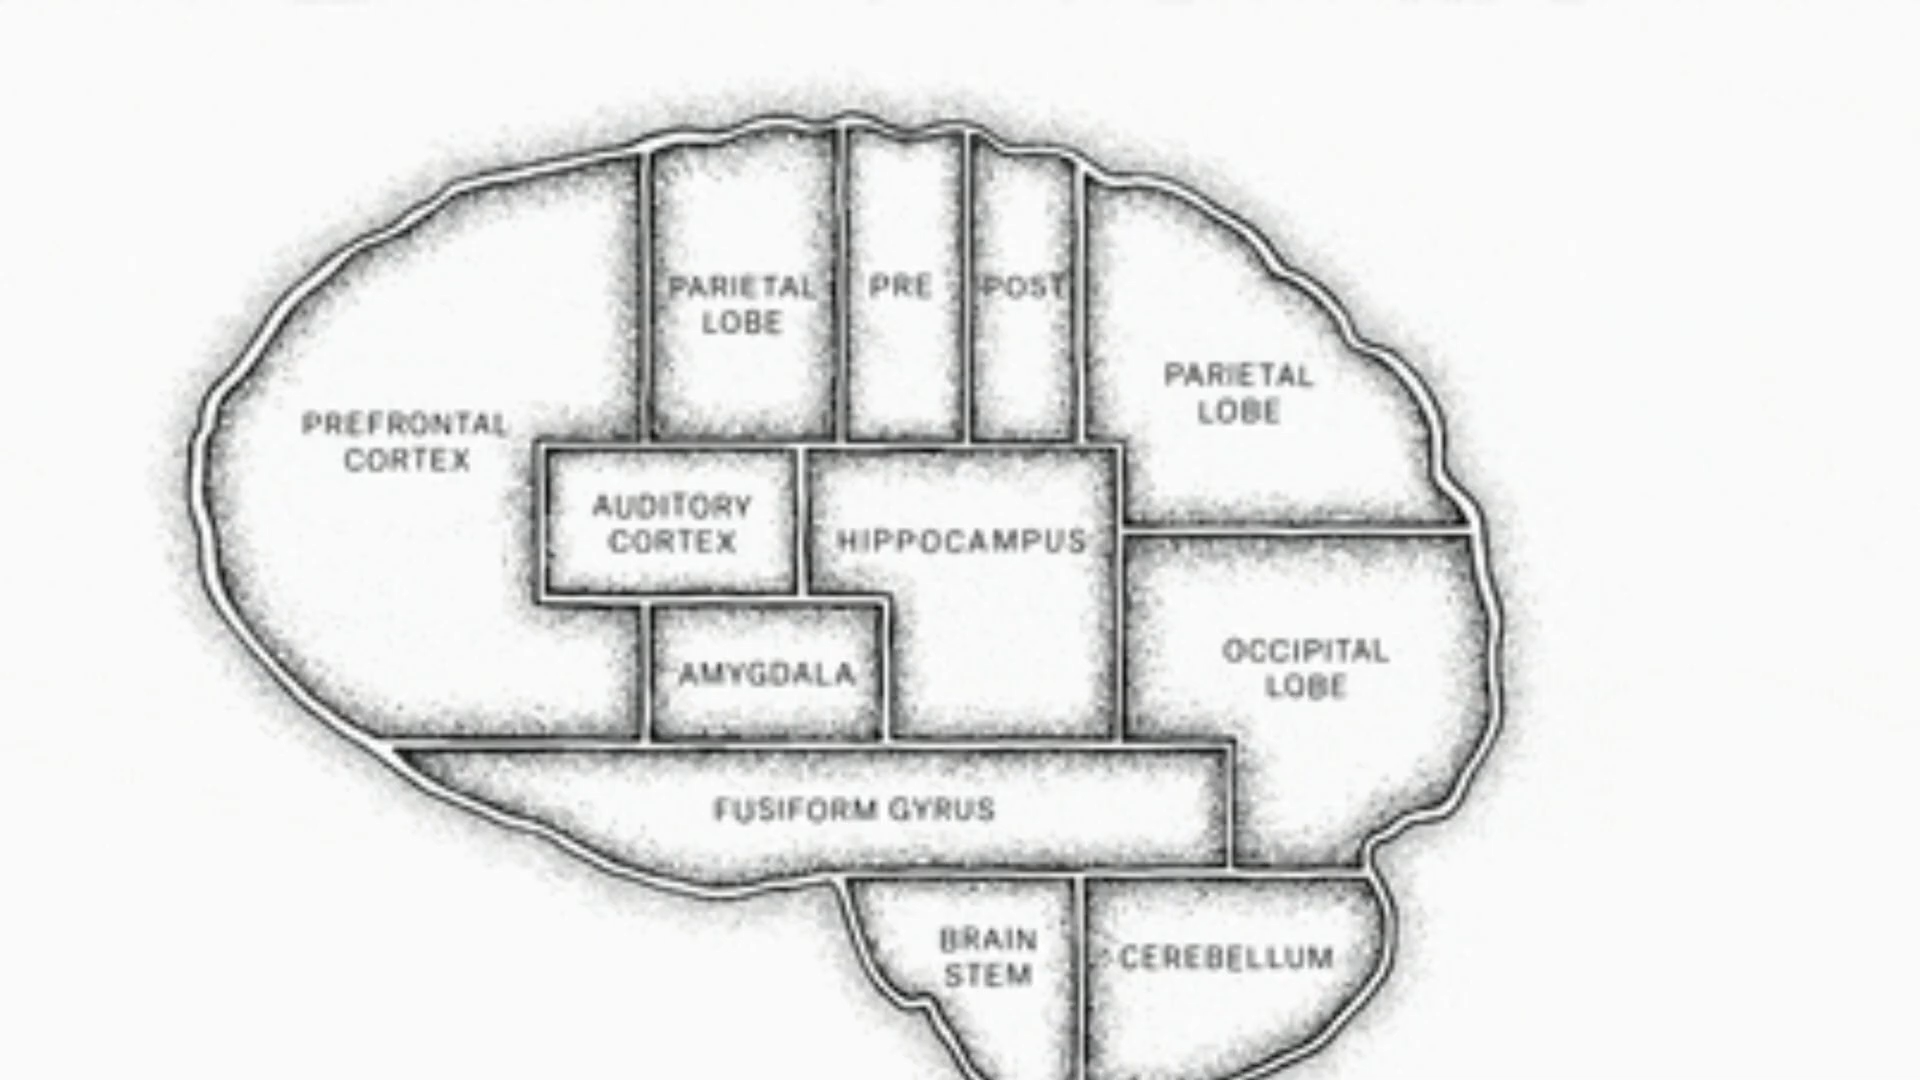 PARIETAL
LOBE
PRE
POST
PARIETAL
LOBE
PREFRONTAL
CORTEX
AUDITORY
CORTEX
HIPPOCAMPUS
AMYGDALA
OCCIPITAL
LOBE
FUSIFORM GYRUS
BRAIN
STEM
CEREBELLUM